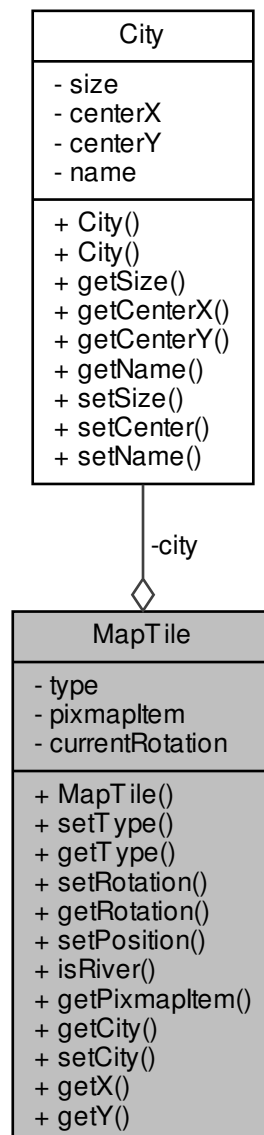 City
- size
- centerX
- centerY
- name
+ City()
+ City()
+ getSize()
+ getCenterX()
+ getCenterY()
+ getName()
+ setSize()
+ setCenter()
+ setName()
-city
MapTile
- type
- pixmapItem
- currentRotation
+ MapTile()
+ setType()
+ getType()
+ setRotation()
+ getRotation()
+ setPosition()
+ isRiver()
+ getPixmapItem()
+ getCity()
+ setCity()
+ getX()
+ getY()